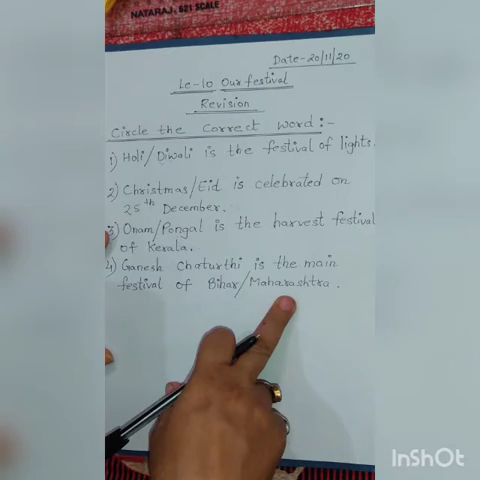 NATARAJ. 621 SCALE
Date-20/11/20
Le-10 Our festival
Revision
Circle the correct word:-
1) Holi/Diwali is the festival of lights.
2) Christmas/Eid is celebrated on
25th December.
3) Onam/Pongal is the harvest festival
of Kerala.
4) Ganesh Chaturthi is the main
festival of Bihar/Maharashtra.
InShOt